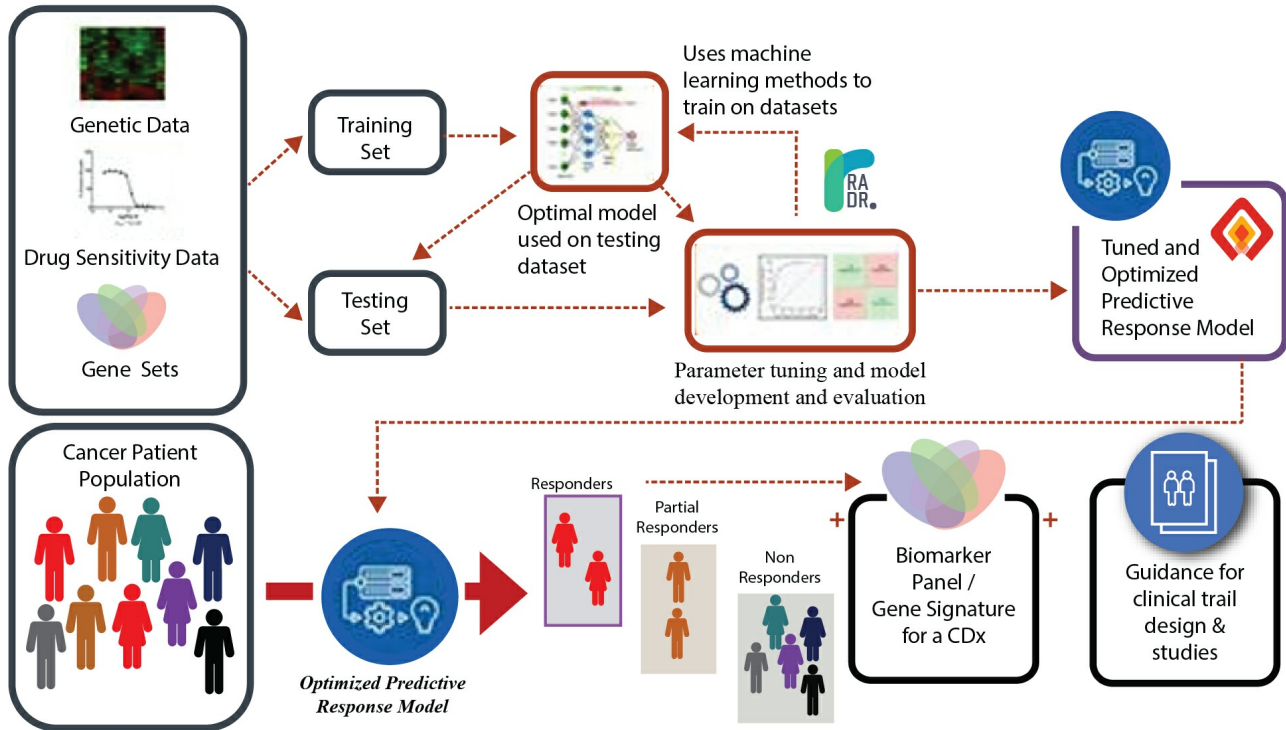 Genetic Data
Drug Sensitivity Data
Gene Sets
Training
Set
Testing
Set
Optimal model
used on testing
dataset
Uses machine
learning methods to
train on datasets
RA
DR.
Parameter tuning and model
development and evaluation
Tuned and
Optimized
Predictive
Response Model
Cancer Patient
Population
Optimized Predictive
Response Model
Responders
Partial
Responders
Non
Responders
+
Biomarker
Panel /
Gene Signature
for a CDx
+
Guidance for
clinical trail
design &
studies